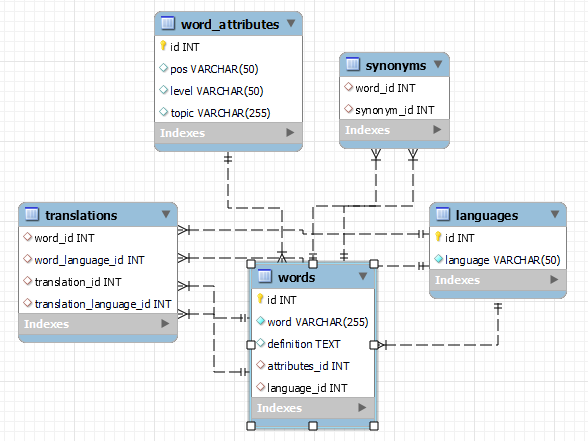 word_attributes
id INT
pos VARCHAR(50)
level VARCHAR(50)
topic VARCHAR(255)
Indexes
synonyms
word_id INT
synonym_id INT
Indexes
translations
word_id INT
word_language_id INT
translation_id INT
translation_language_id INT
Indexes
languages
id INT
language VARCHAR(50)
Indexes
words
id INT
word VARCHAR(255)
definition TEXT
attributes_id INT
language_id INT
Indexes